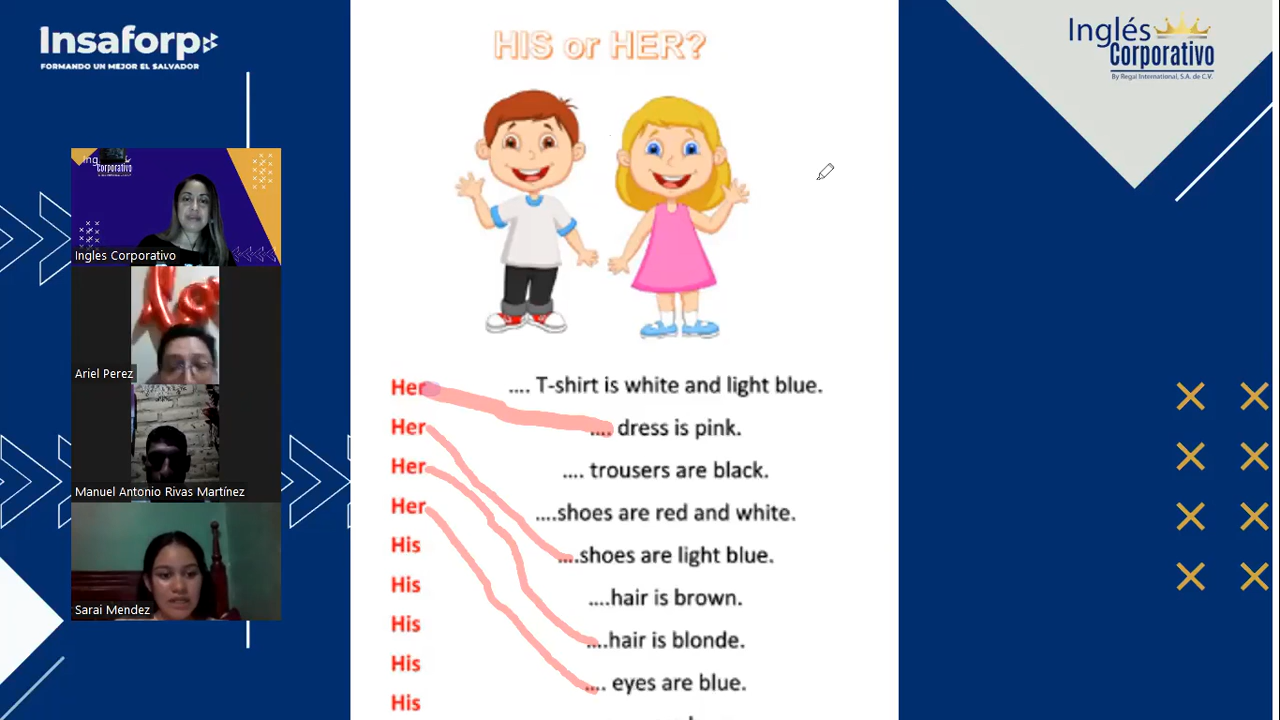 Insaforp
FORMANDO UN MEJOR EL SALVADOR
Inglés
Corporativo
By Regal International, S.A. de C.V.
HIS or HER?
Corporativo
Ingles Corporativo
Ariel Perez
Manuel Antonio Rivas Martínez
Sarai Mendez
Her
Her
Her
Her
His
His
His
His
His
.... T-shirt is white and light blue.
.... dress is pink.
.... trousers are black.
....shoes are red and white.
....shoes are light blue.
....hair is brown.
....hair is blonde.
.... eyes are blue.